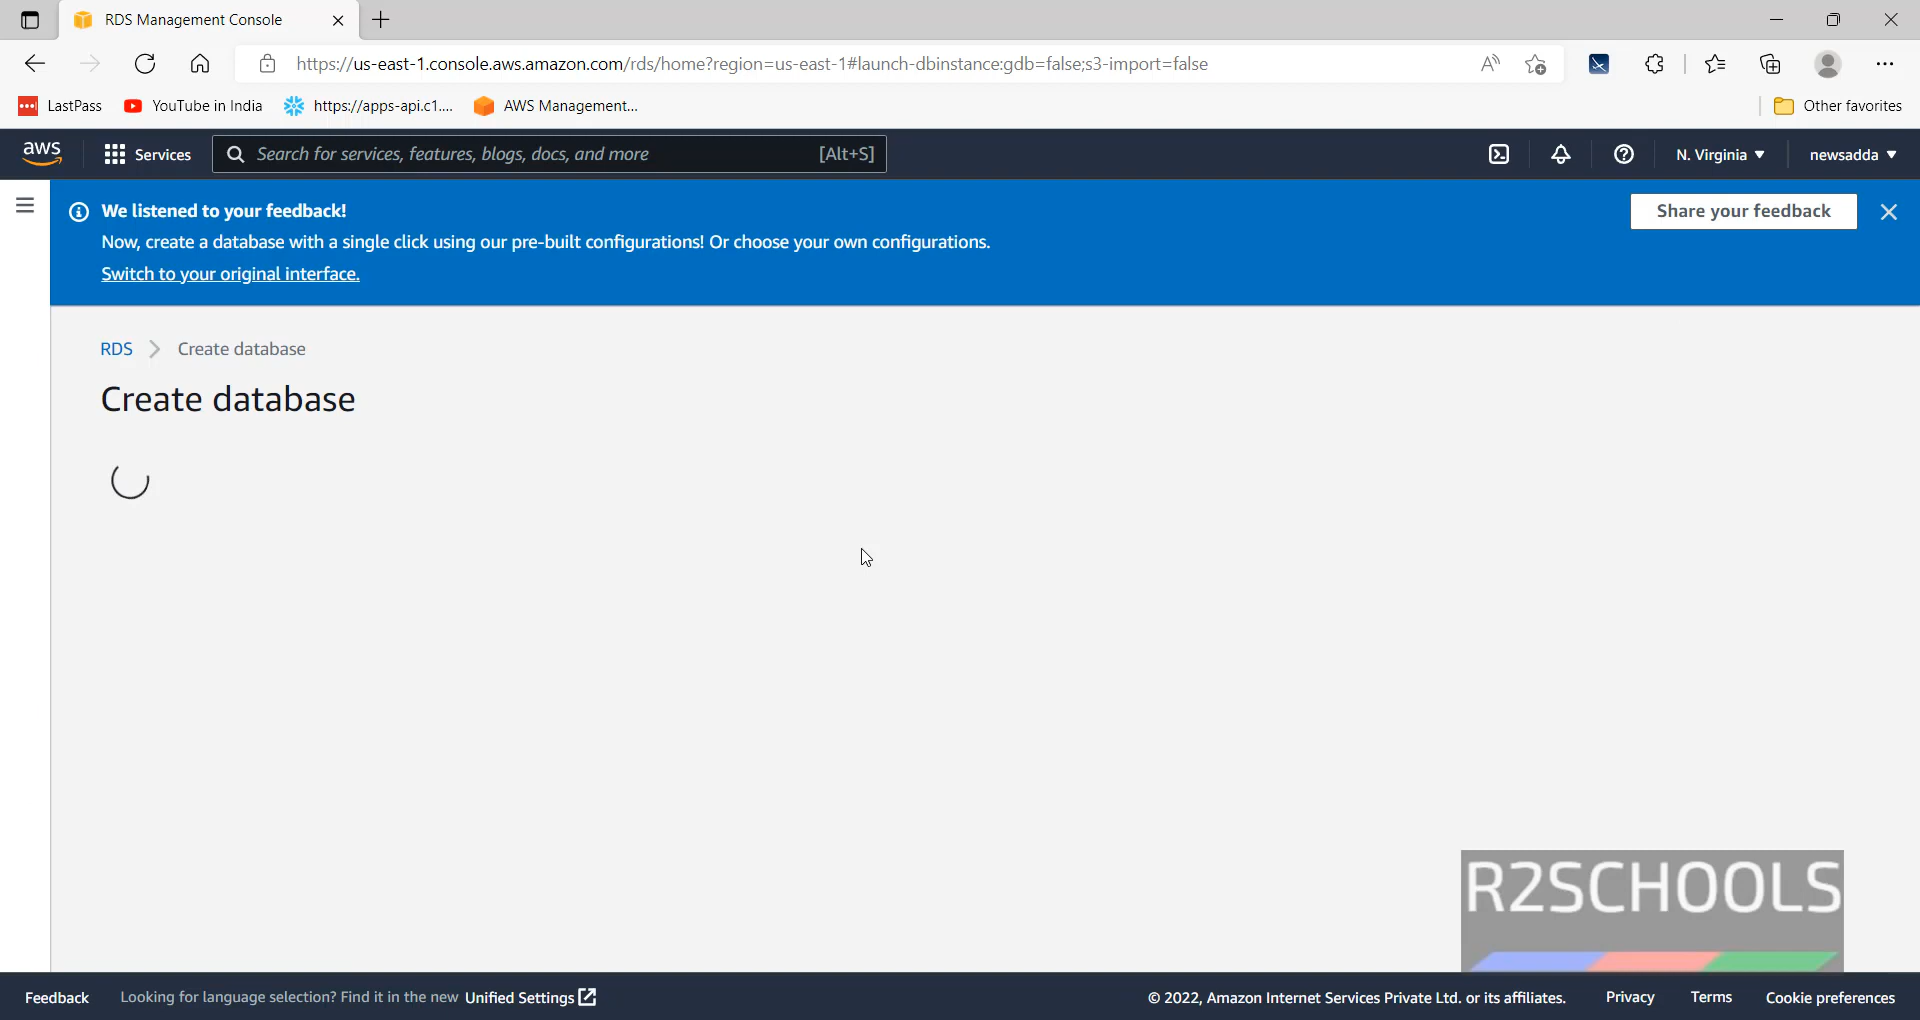 RDS Management Console
https://us-east-1.console.aws.amazon.com/rds/home?region=us-east-1#launch-dbinstance:gdb=false;s3-import=false
LastPass
YouTube in India
https://apps-api.c1....
AWS Management...
Other favorites
aws
Services
Search for services, features, blogs, docs, and more
[Alt+S]
N. Virginia
newsadda
We listened to your feedback!
Now, create a database with a single click using our pre-built configurations! Or choose your own configurations.
Switch to your original interface.
Share your feedback
RDS
Create database
Create database
R2SCHOOLS
Feedback
Looking for language selection? Find it in the new Unified Settings
© 2022, Amazon Internet Services Private Ltd. or its affiliates.
Privacy
Terms
Cookie preferences